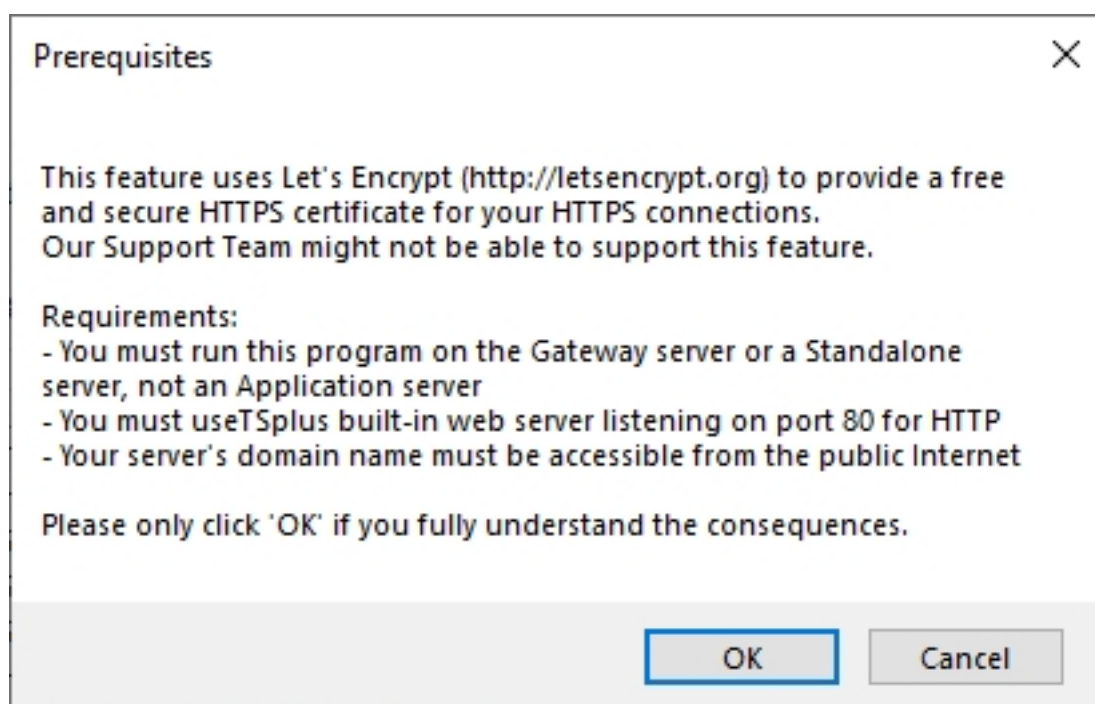 Prerequisites
This feature uses Let's Encrypt (http://letsencrypt.org) to provide a free
and secure HTTPS certificate for your HTTPS connections.
Our Support Team might not be able to support this feature.
Requirements:
- You must run this program on the Gateway server or a Standalone
server, not an Application server
- You must useTSplus built-in web server listening on port 80 for HTTP
- Your server's domain name must be accessible from the public Internet
Please only click 'OK' if you fully understand the consequences.
OK Cancel